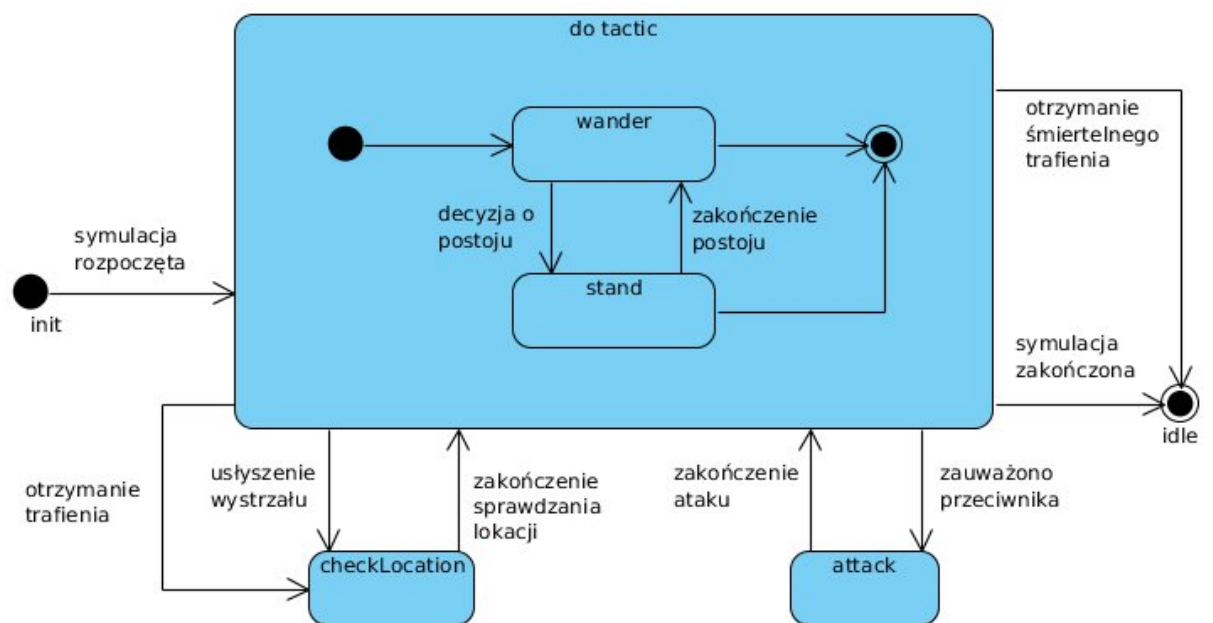 do tactic
wander
otrzymanie
śmiertelnego
trafienia
decyzja o
postoju
zakończenie
postoju
symulacja
rozpoczęta
stand
init
symulacja
zakończona
idle
otrzymanie
trafienia
usłyszenie
wystrzału
zakończenie
sprawdzania
lokacji
zakończenie
ataku
zauważono
przeciwnika
checkLocation
attack